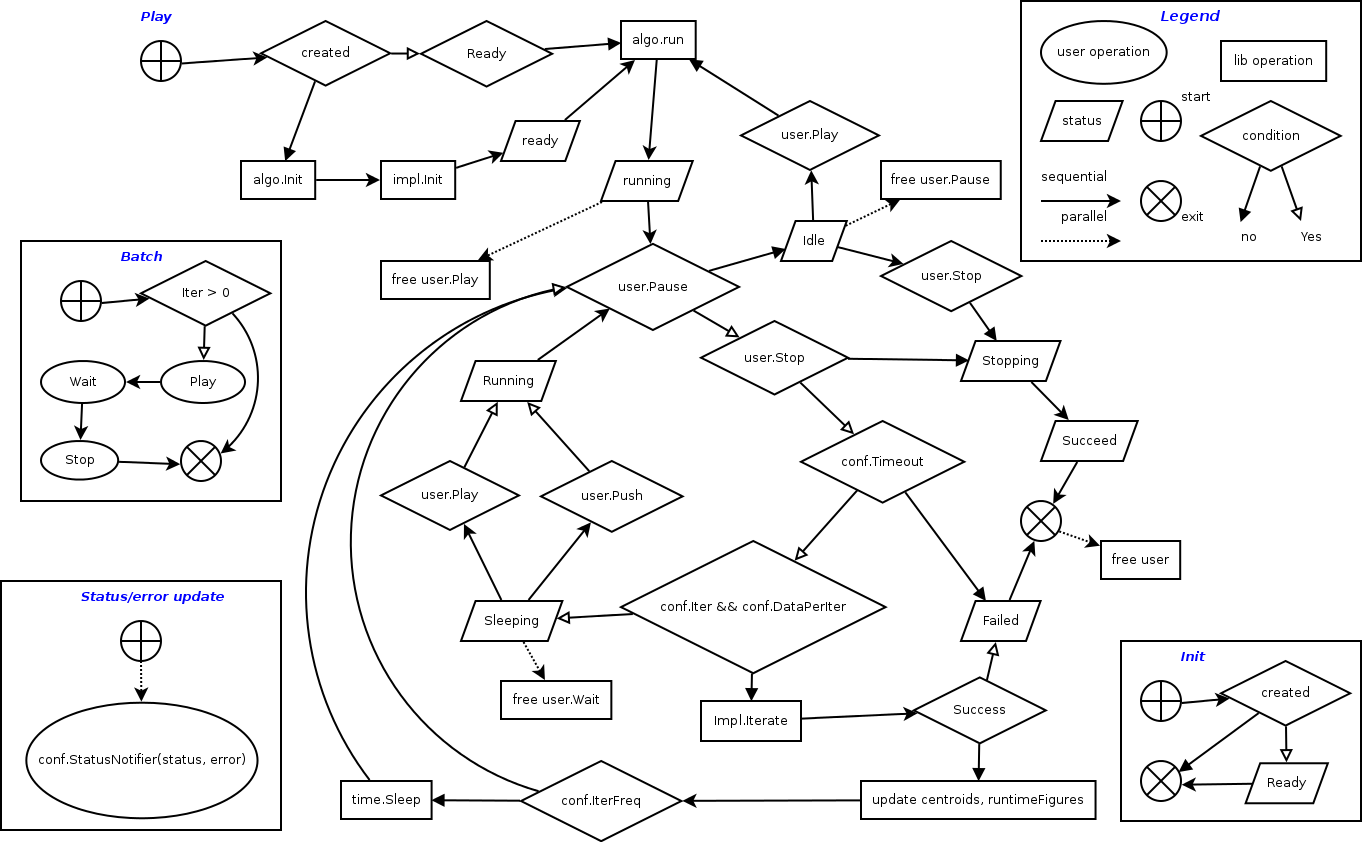 Play
created
Ready
algo.run
algo.Init
impl.Init
ready
running
user.Play
free user.Pause
Idle
free user.Play
user.Pause
user.Stop
user.Stop
Stopping
Running
Succeed
user.Play
user.Push
conf.Timeout
free user
Sleeping
conf.Iter && conf.DataPerIter
Failed
free user.Wait
Impl.Iterate
Success
time.Sleep
conf.IterFreq
update centroids, runtimeFigures
Legend
user operation
lib operation
status
start
condition
sequential
parallel
exit
no
Yes
Batch
Iter > 0
Wait
Play
Stop
Status/error update
conf.StatusNotifier(status, error)
Init
created
Ready